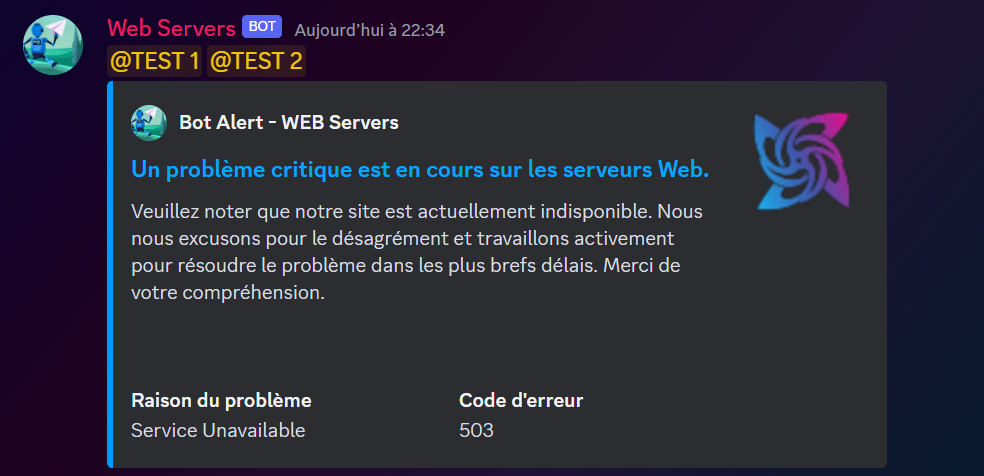 Web Servers BOT Aujourd’hui à 22:34
@TEST 1 @TEST 2
Bot Alert - WEB Servers
Un problème critique est en cours sur les serveurs Web.
Veuillez noter que notre site est actuellement indisponible. Nous
nous excusons pour le désagrément et travaillons activement
pour résoudre le problème dans les plus brefs délais. Merci de
votre compréhension.
Raison du problème Code d'erreur
Service Unavailable 503